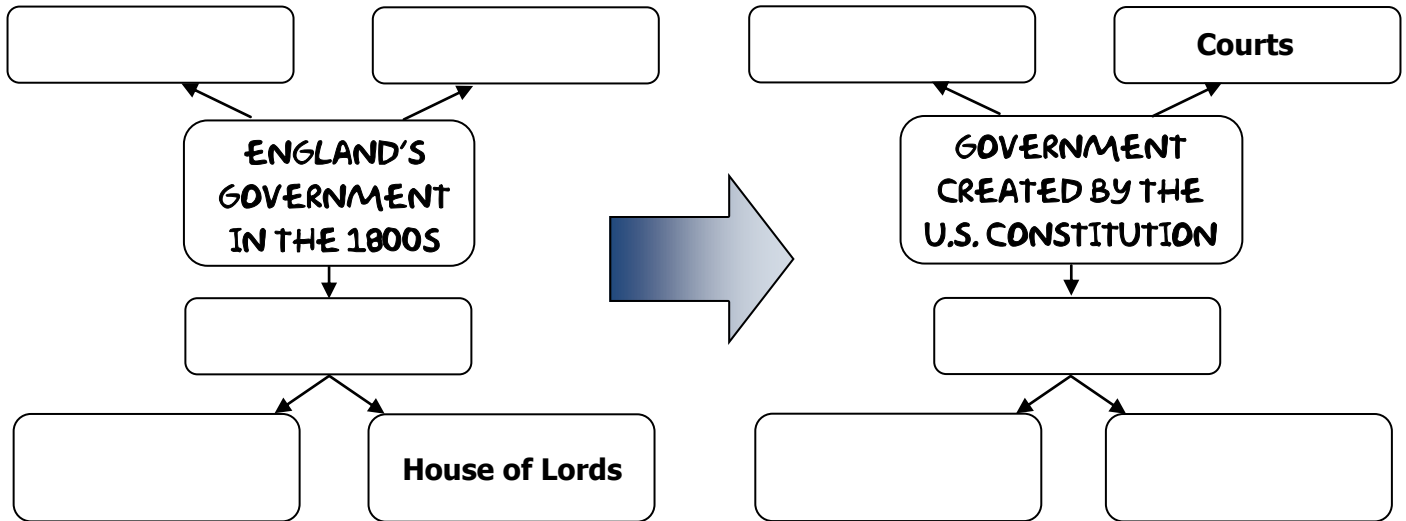 Courts
ENGLAND'S
GOVERNMENT
IN THE 1800S
GOVERNMENT
CREATED BY THE
U.S. CONSTITUTION
House of Lords